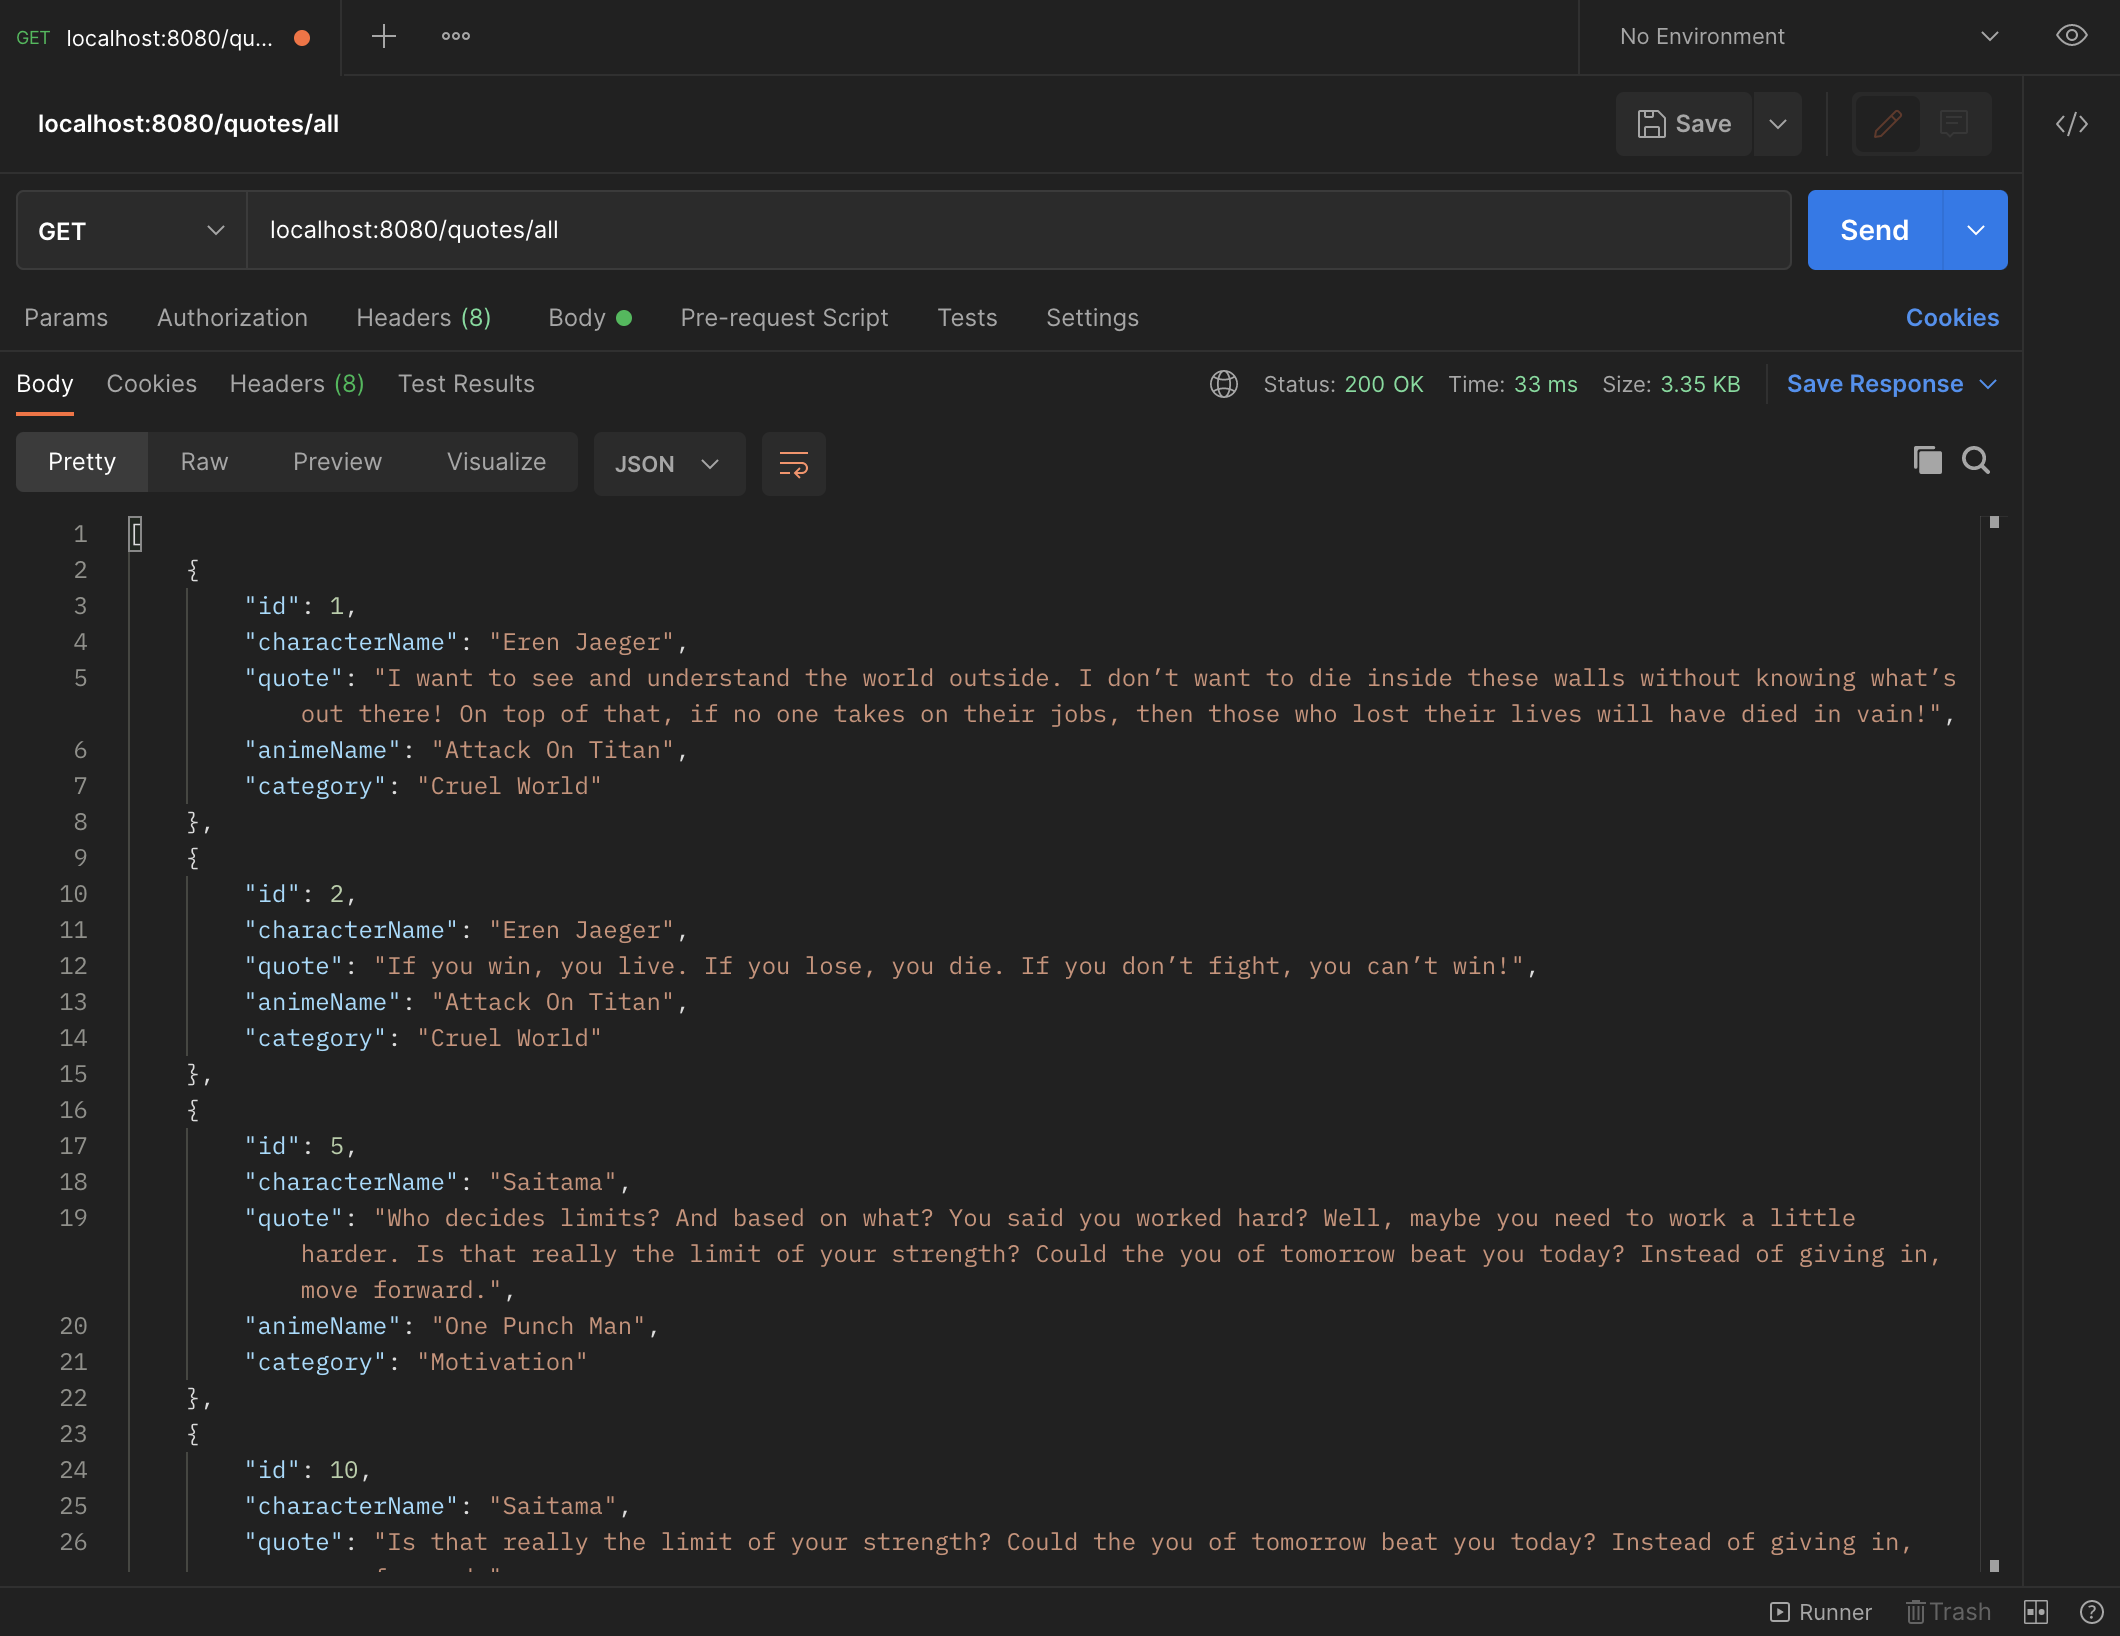 GET localhost:8080/qu... No Environment
localhost:8080/quotes/all Save
GET localhost:8080/quotes/all Send
Params Authorization Headers (8) Body Pre-request Script Tests Settings Cookies
Body Cookies Headers (8) Test Results Status: 200 OK Time: 33 ms Size: 3.35 KB Save Response
Pretty Raw Preview Visualize JSON
1 [
2 {
3 "id": 1,
4 "characterName": "Eren Jaeger",
5 "quote": "I want to see and understand the world outside. I don’t want to die inside these walls without knowing what’s
out there! On top of that, if no one takes on their jobs, then those who lost their lives will have died in vain!",
6 "animeName": "Attack On Titan",
7 "category": "Cruel World"
8 },
9 {
10 "id": 2,
11 "characterName": "Eren Jaeger",
12 "quote": "If you win, you live. If you lose, you die. If you don’t fight, you can’t win!",
13 "animeName": "Attack On Titan",
14 "category": "Cruel World"
15 },
16 {
17 "id": 5,
18 "characterName": "Saitama",
19 "quote": "Who decides limits? And based on what? You said you worked hard? Well, maybe you need to work a little
harder. Is that really the limit of your strength? Could the you of tomorrow beat you today? Instead of giving in,
move forward.",
20 "animeName": "One Punch Man",
21 "category": "Motivation"
22 },
23 {
24 "id": 10,
25 "characterName": "Saitama",
26 "quote": "Is that really the limit of your strength? Could the you of tomorrow beat you today? Instead of giving in,
Runner Trash